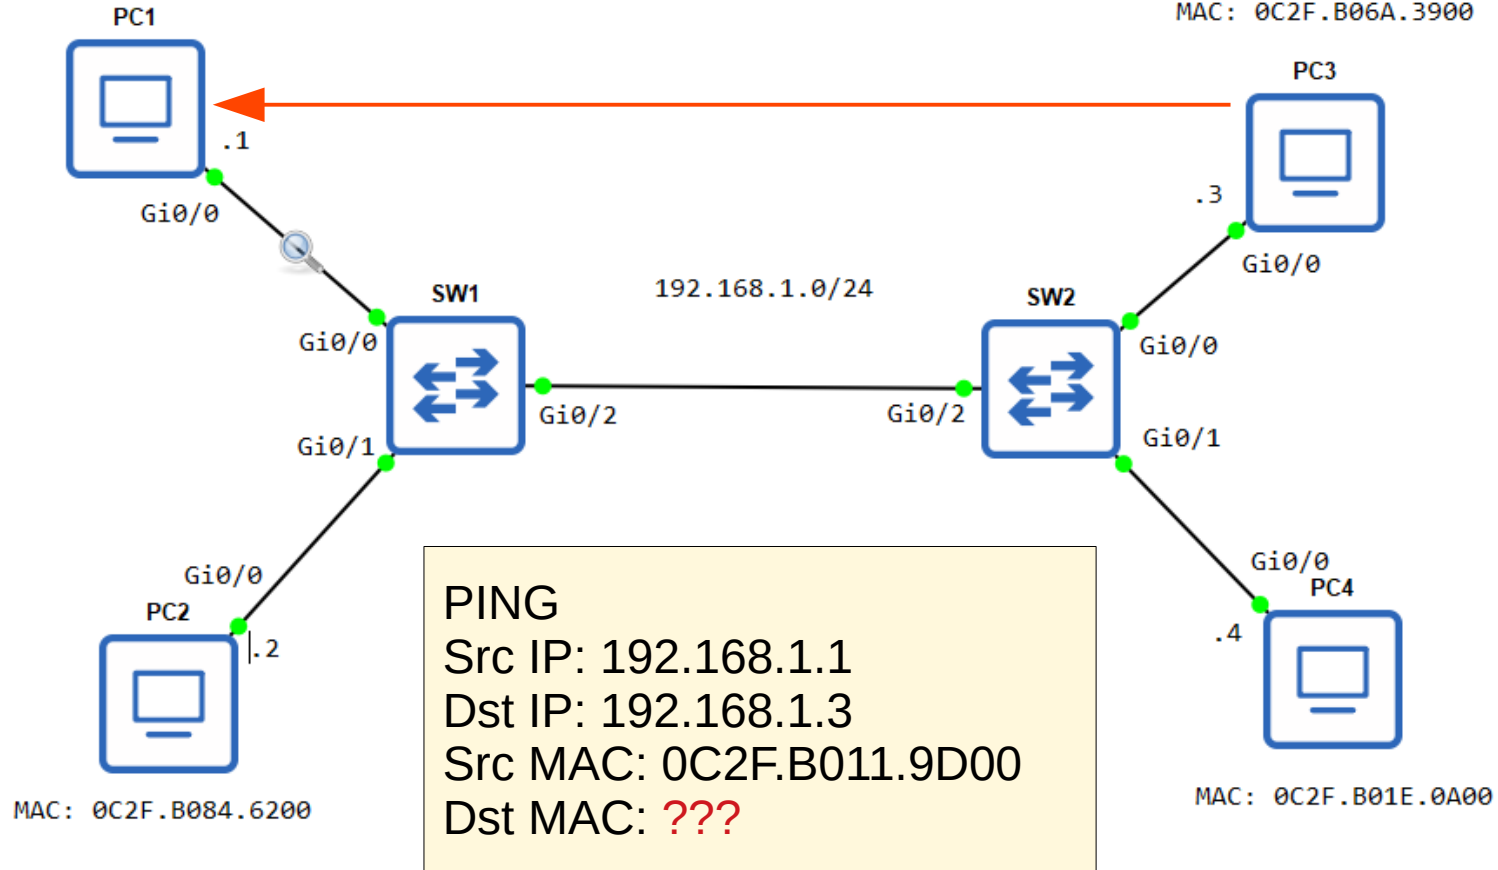 PC1
MAC: 0C2F.B06A.3900
PC3
.1
.3
Gi0/0
Gi0/0
SW1
192.168.1.0/24
SW2
Gi0/0
Gi0/0
Gi0/2
Gi0/2
Gi0/1
Gi0/1
Gi0/0
PC2
.2
Gi0/0
PC4
.4
PING
Src IP: 192.168.1.1
Dst IP: 192.168.1.3
Src MAC: 0C2F.B011.9D00
Dst MAC: ???
MAC: 0C2F.B084.6200
MAC: 0C2F.B01E.0A00